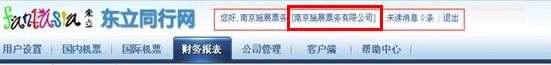 Fantasia 东立 东立同行网
您好, 南京施展票务 [南京施展票务有限公司] 未读消息 0 条 | 退出
用户设置 国内机票 国际机票 财务报表 公司管理 客户端 帮助中心